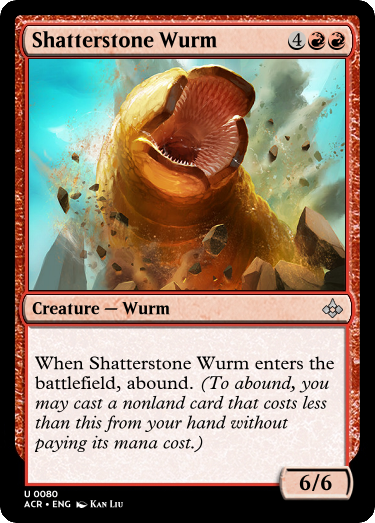 Shatterstone Wurm 4
Creature — Wurm
When Shatterstone Wurm enters the
battlefield, abound. (To abound, you
may cast a nonland card that costs less
than this from your hand without
paying its mana cost.)
6/6
U 0080
ACR • ENG Kan Liu